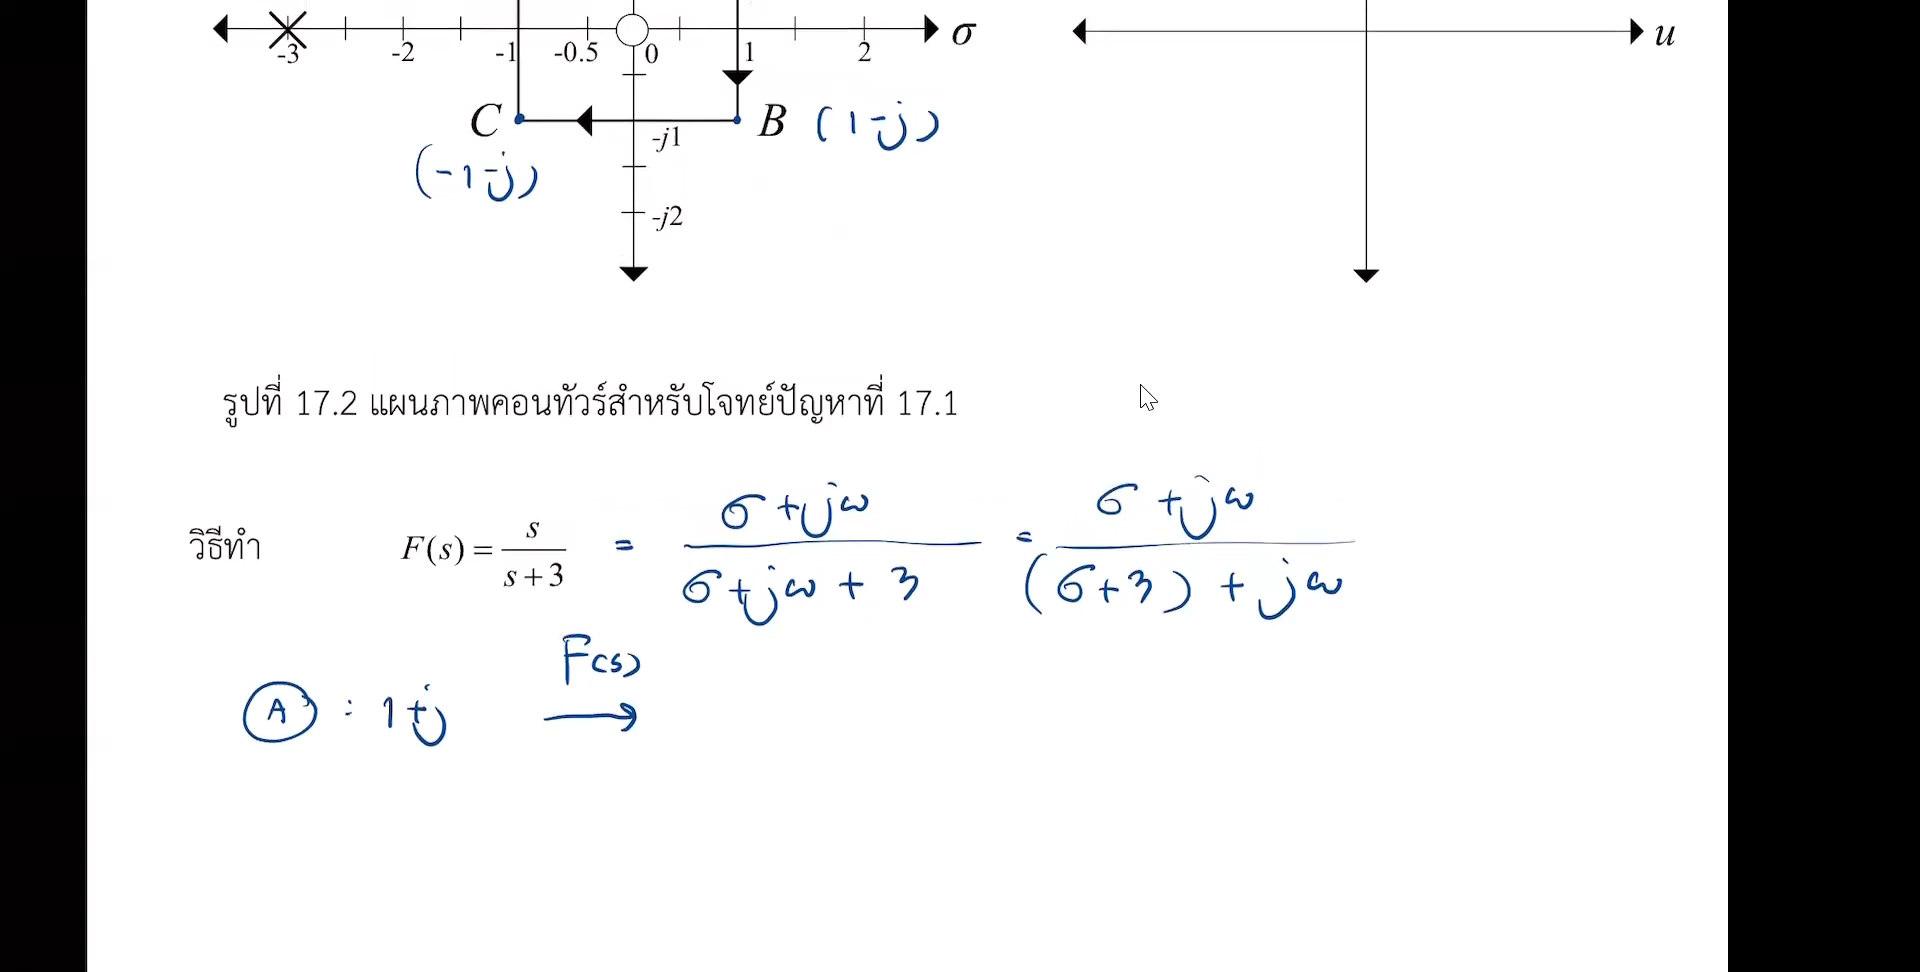 -3 -2 -1 -0.5 0 1 2 σ u
C B (1-j)
-j1
(-1-j)
-j2
รูปที่ 17.2 แผนภาพคอนทัวร์สำหรับโจทย์ปัญหาที่ 17.1
วิธีทำ F(s) = s/(s+3) = (σ+jω)/(σ+jω+3) = (σ+jω)/((σ+3)+jω)
F(s)
A : 1+j →